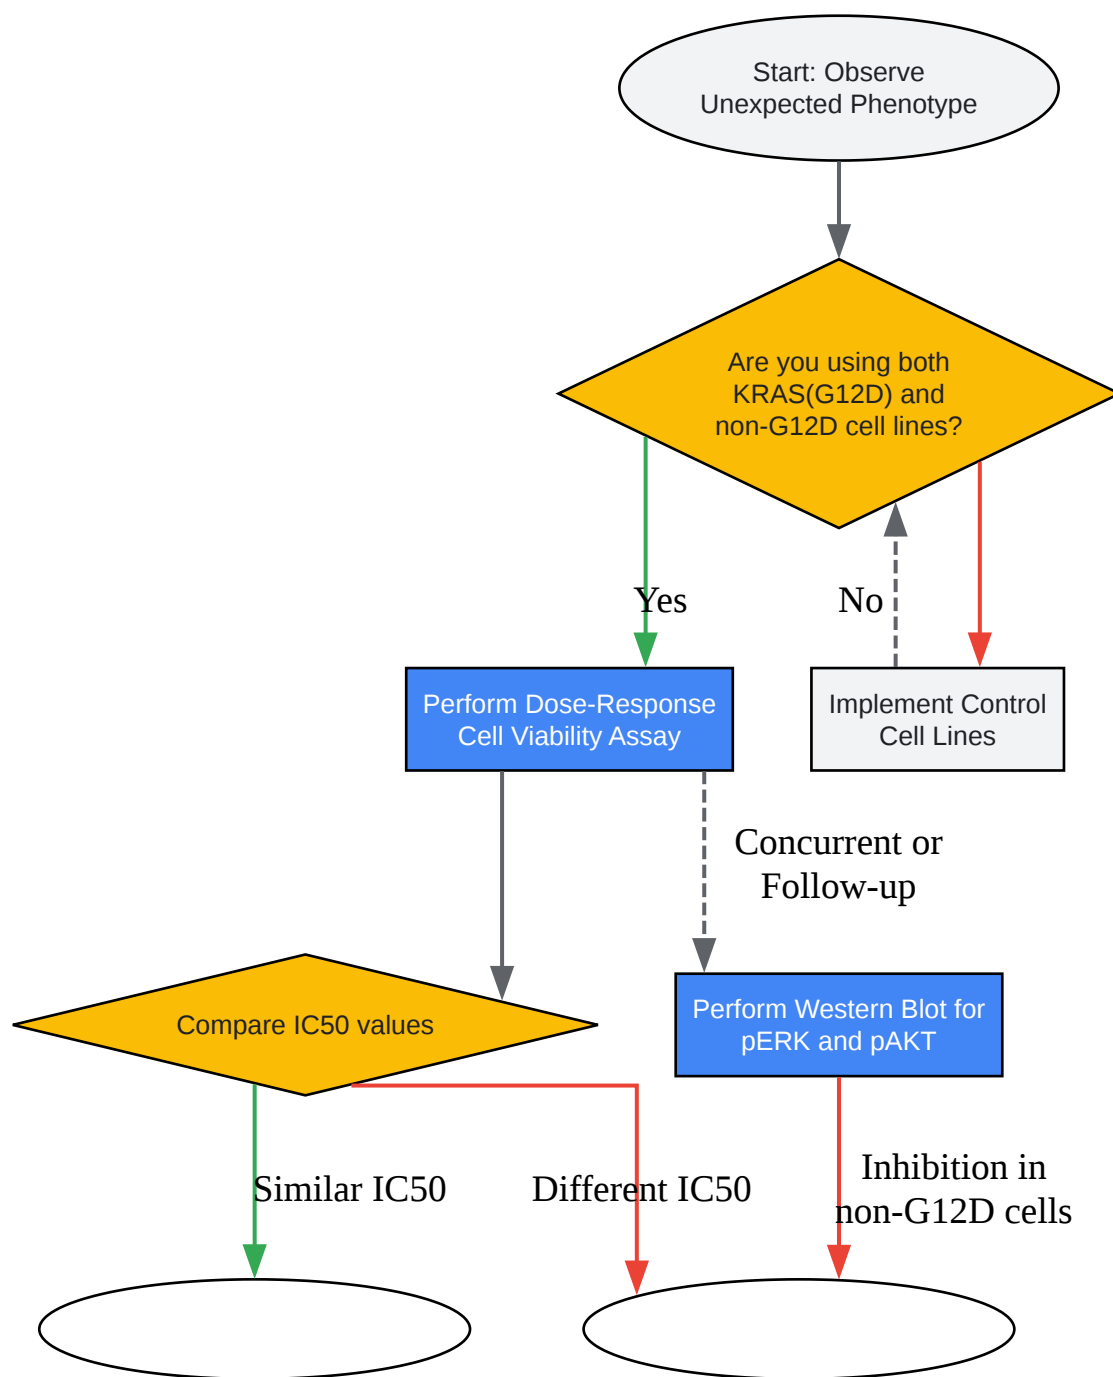 Start: Observe
Unexpected Phenotype
Are you using both
KRAS(G12D) and
non-G12D cell lines?
Yes
No
Perform Dose-Response
Cell Viability Assay
Implement Control
Cell Lines
Concurrent or
Follow-up
Compare IC50 values
Perform Western Blot for
pERK and pAKT
Similar IC50
Different IC50
Inhibition in
non-G12D cells